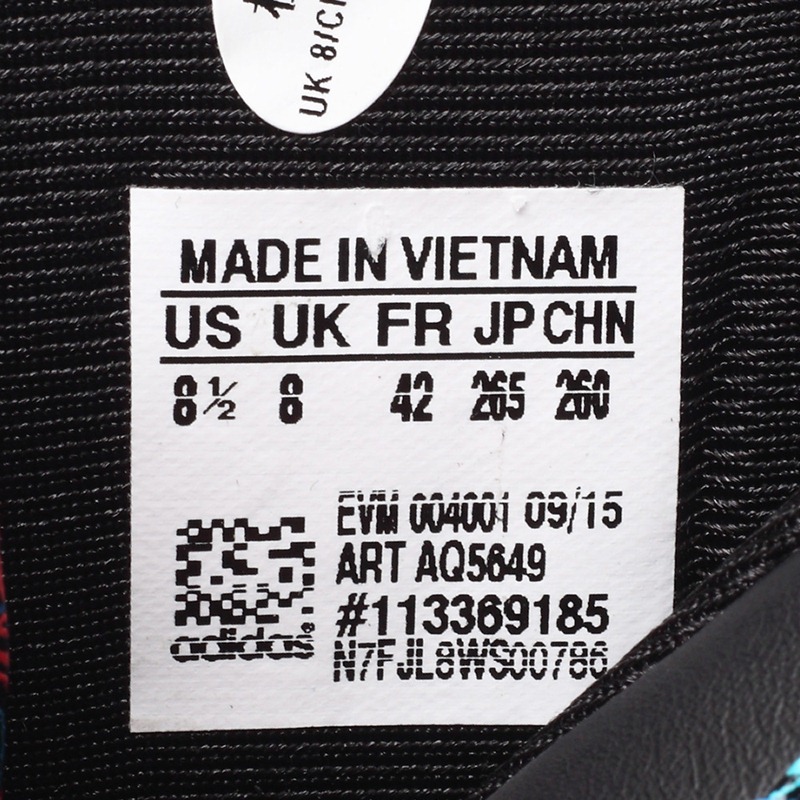 UK 8/C
MADE IN VIETNAM
US UK FR JP CHN
8½ 8 42 265 260
EVM 004001 09/15
ART AQ5649
#113369185
N7FJL8WS00786
adidas®